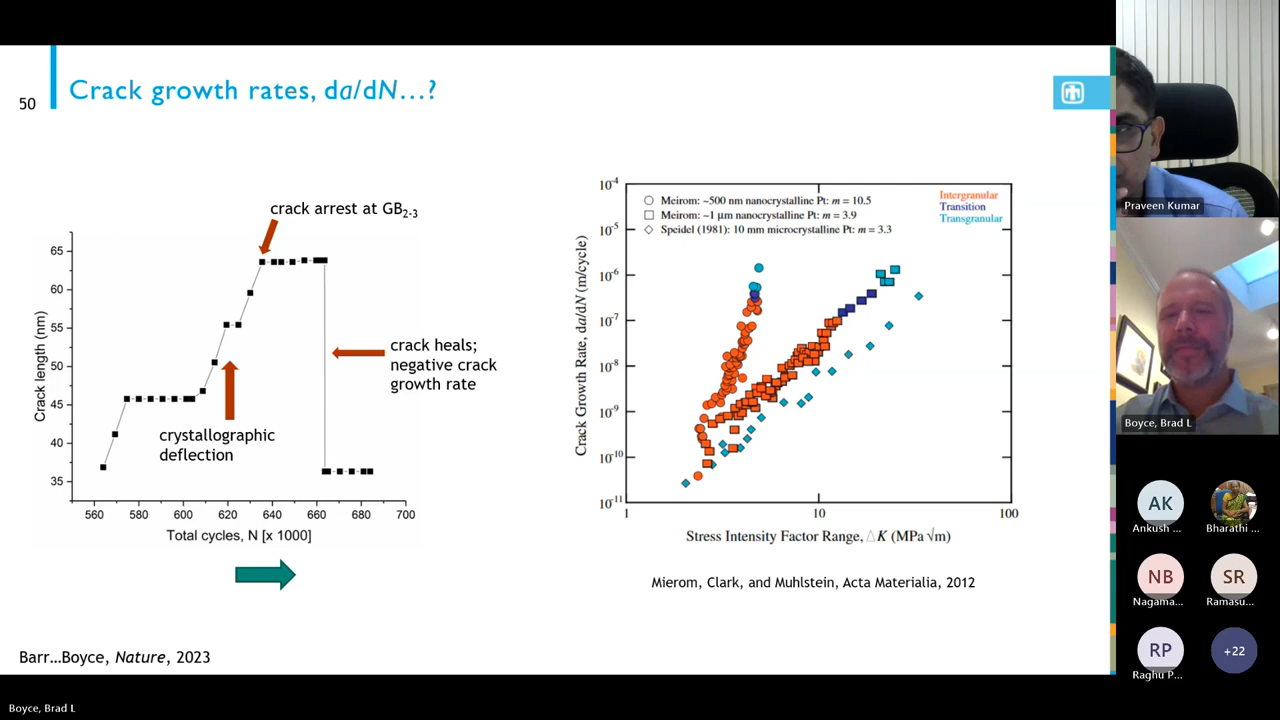 50
Crack growth rates, da/dN...?
crack arrest at GB2-3
crack heals;
negative crack
growth rate
crystallographic
deflection
Crack length (nm)
65
60
55
50
45
40
35
560 580 600 620 640 660 680 700
Total cycles, N [x 1000]
Barr...Boyce, Nature, 2023
Crack Growth Rate, da/dN (m/cycle)
10-4
10-5
10-6
10-7
10-8
10-9
10-10
10-11
Meirom: ~500 nm nanocrystalline Pt: m = 10.5
Meirom: ~1 μm nanocrystalline Pt: m = 3.9
Speidel (1981): 10 mm microcrystalline Pt: m = 3.3
Intergranular
Transition
Transgranular
1 10 100
Stress Intensity Factor Range, △K (MPa √m)
Mierom, Clark, and Muhlstein, Acta Materialia, 2012
Praveen Kumar
Boyce, Brad L
AK
Ankush ...
Bharathi ...
NB
Nagama...
SR
Ramasu...
RP
Raghu P...
+22
Boyce, Brad L